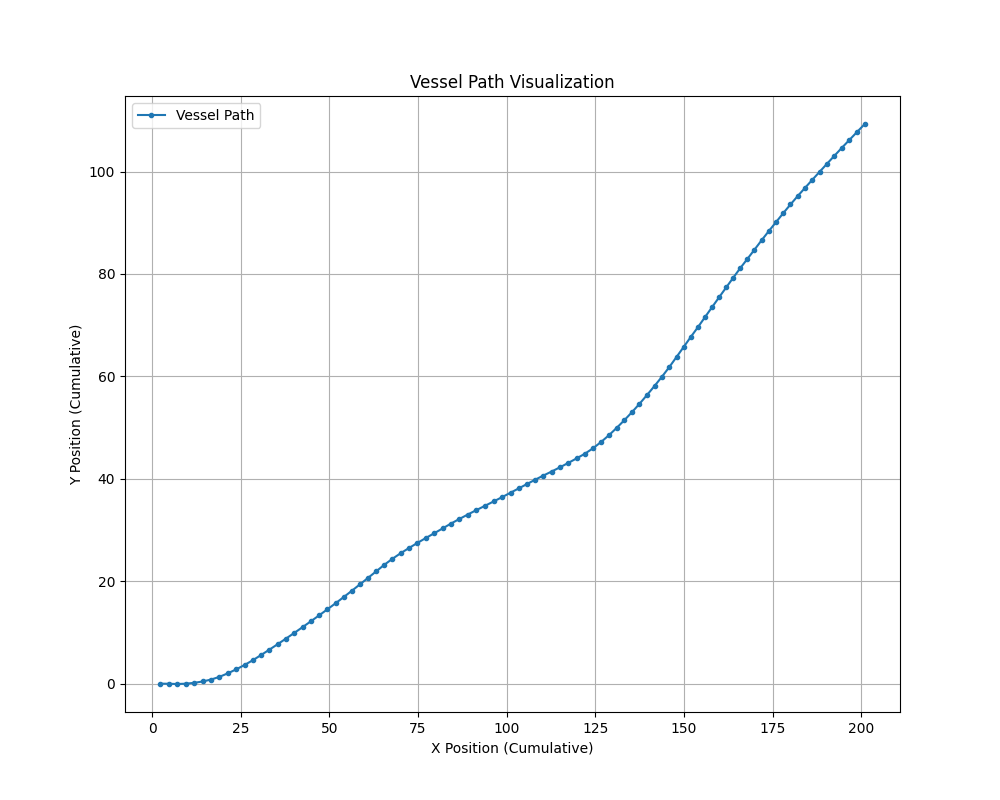 Vessel Path Visualization
Vessel Path
Y Position (Cumulative)
100
80
60
40
20
0
0 25 50 75 100 125 150 175 200
X Position (Cumulative)